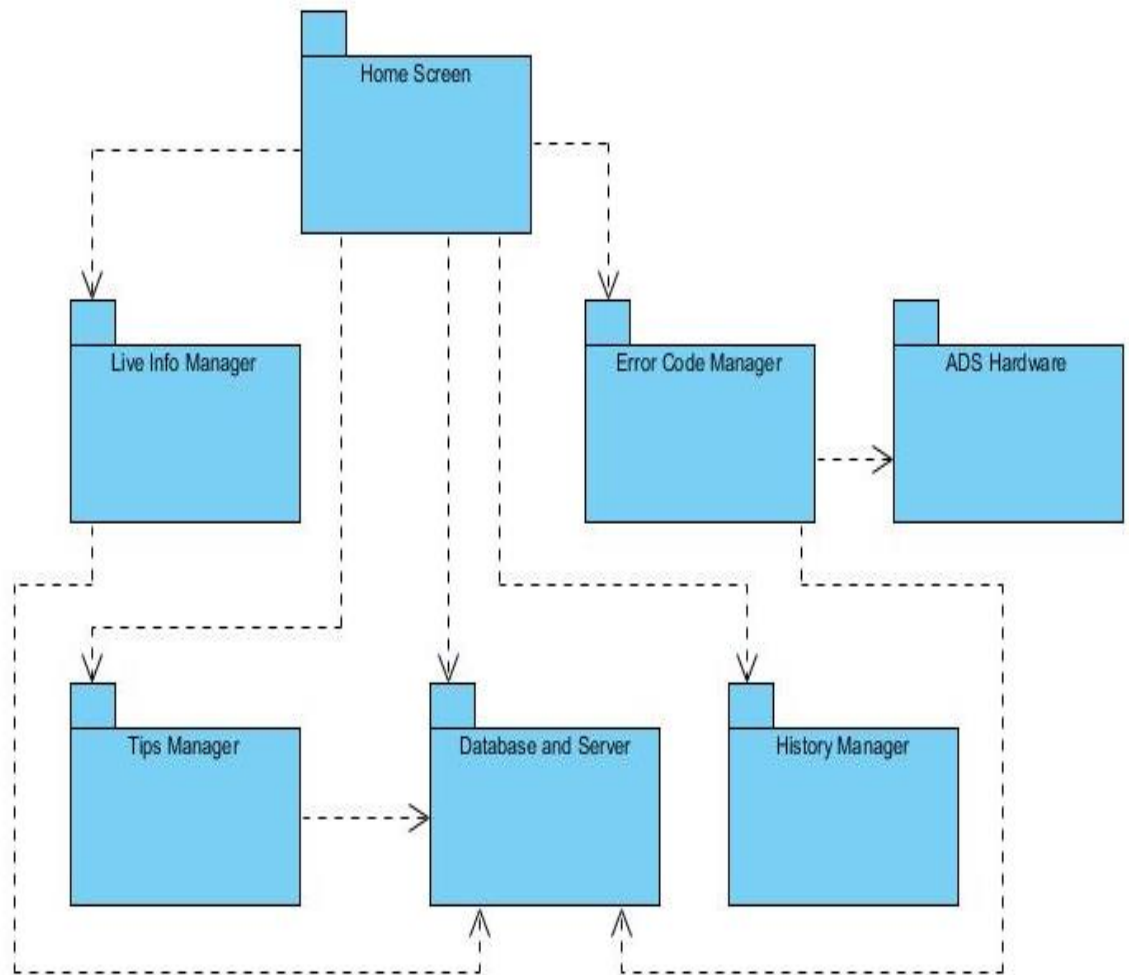 Home Screen
Live Info Manager
Error Code Manager
ADS Hardware
Tips Manager
Database and Server
History Manager